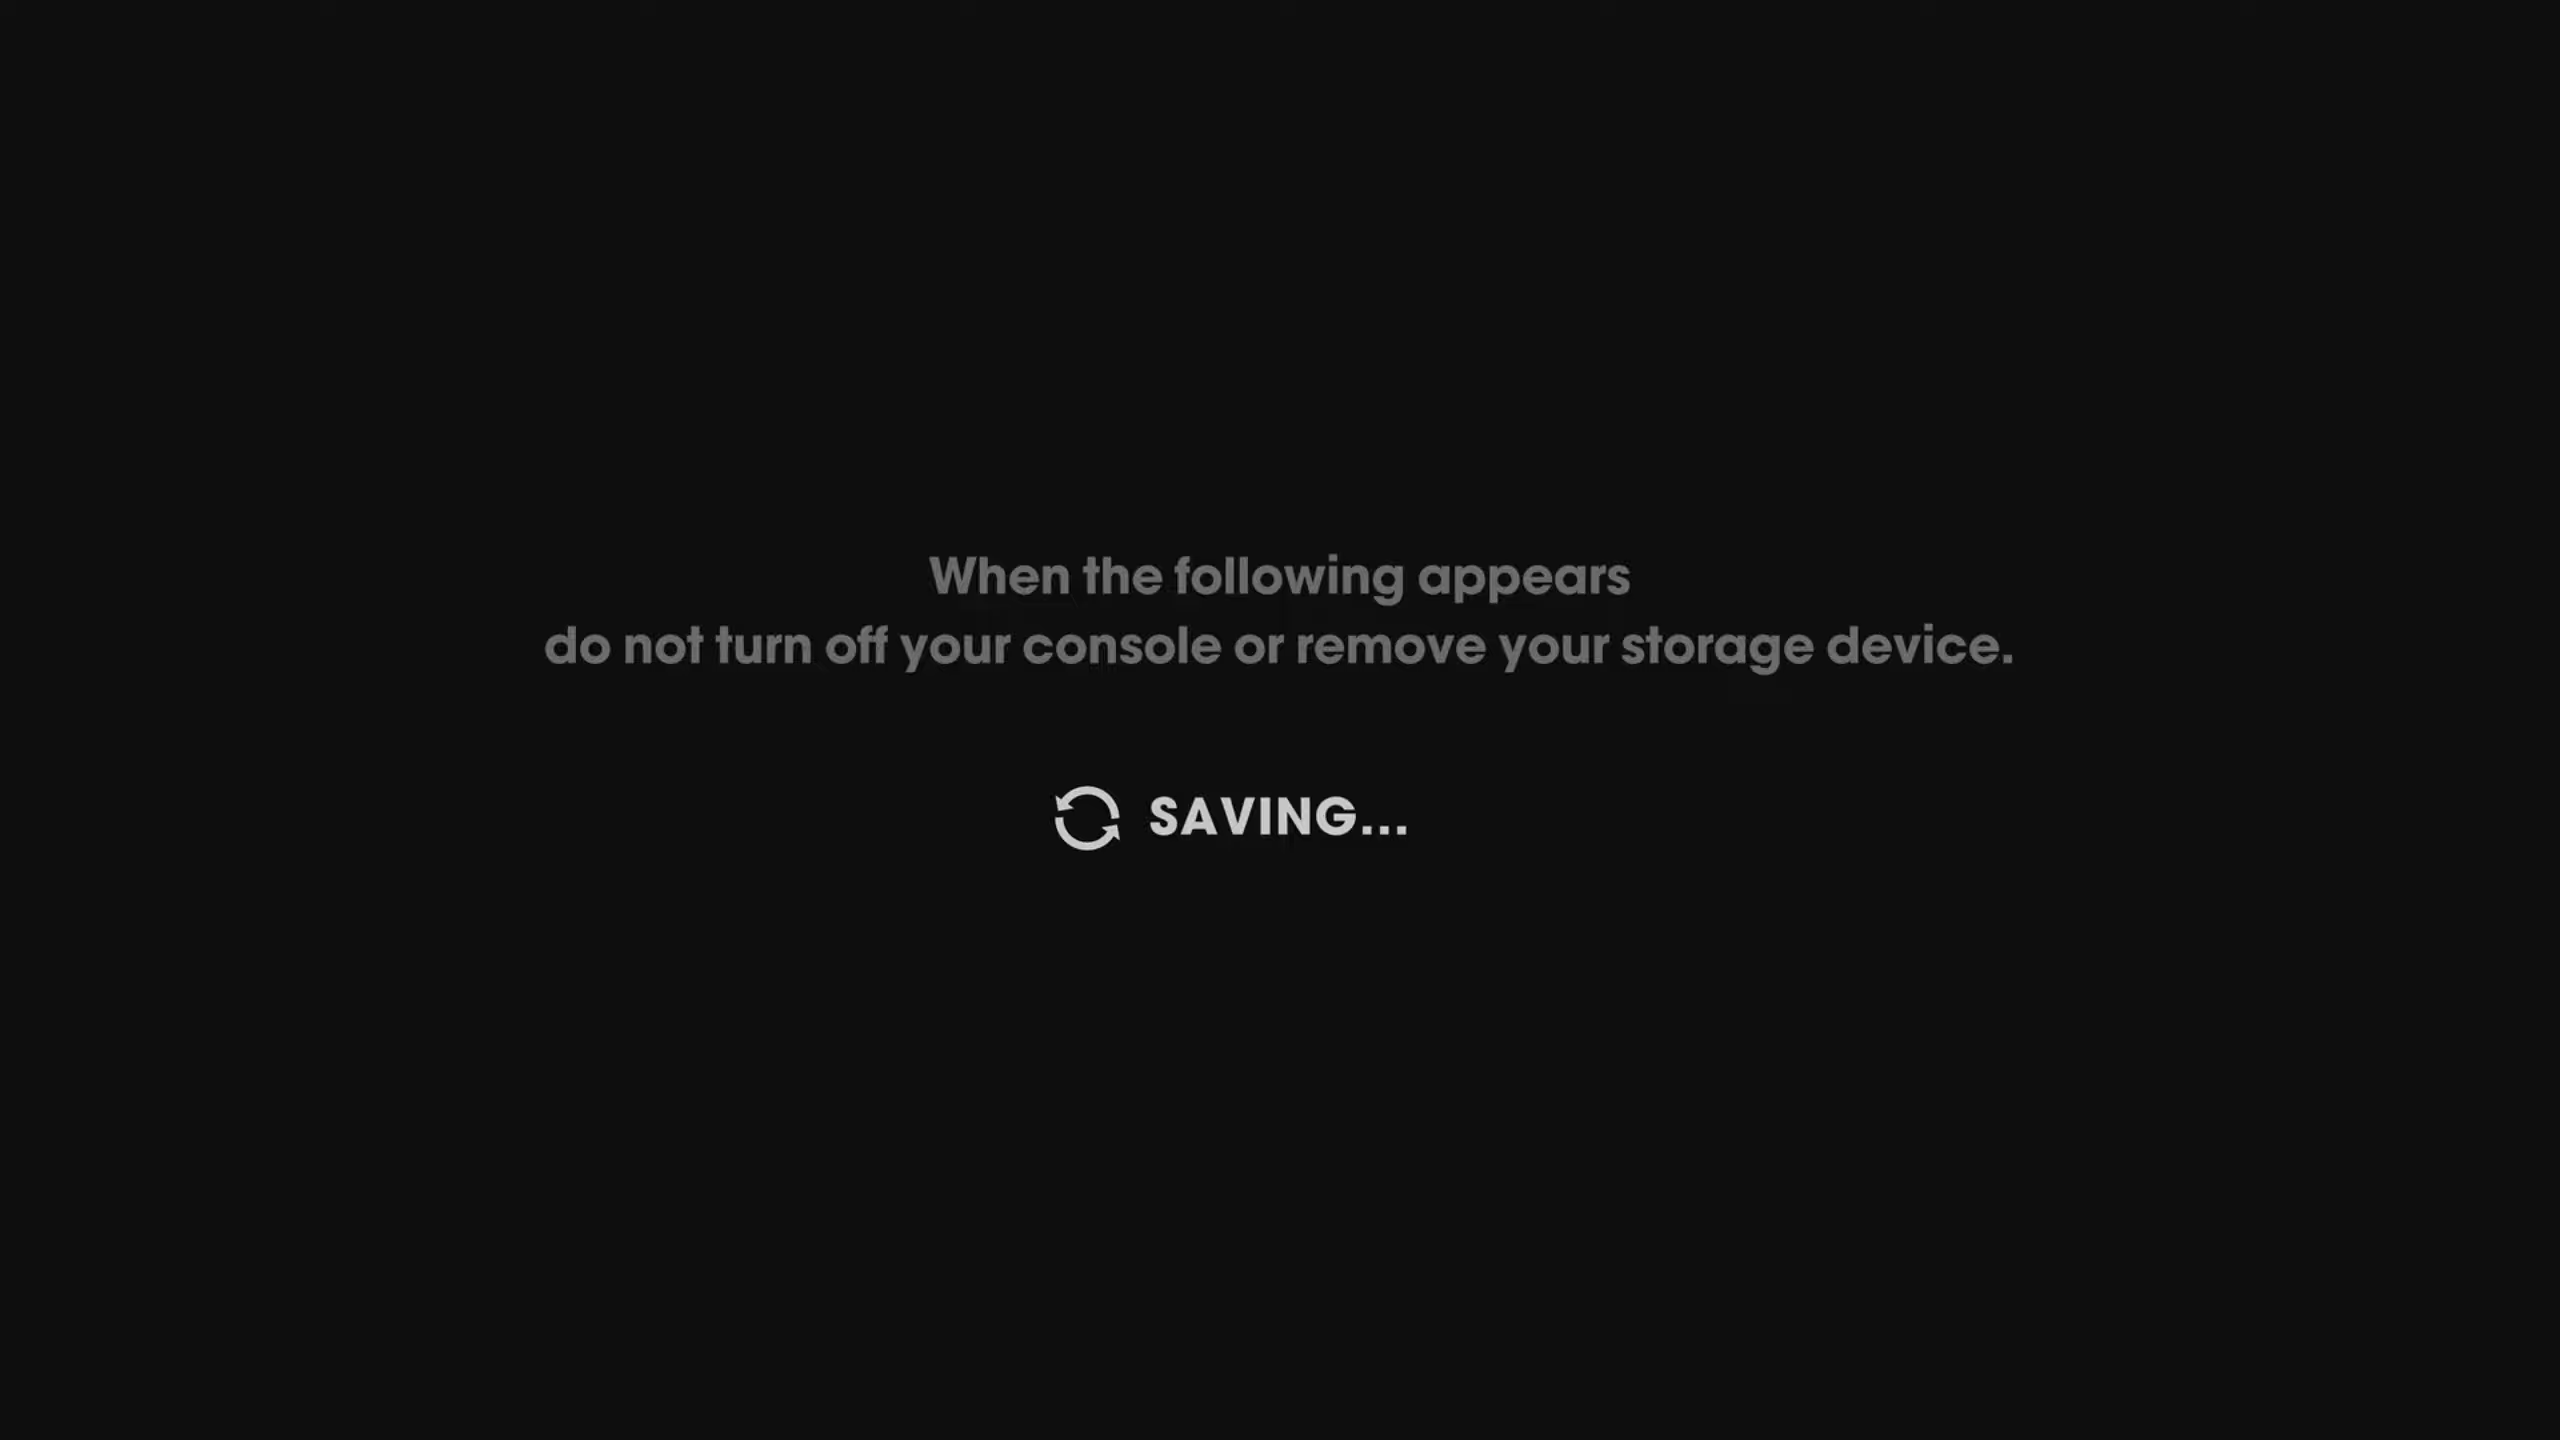 When the following appears
do not turn off your console or remove your storage device.
SAVING...